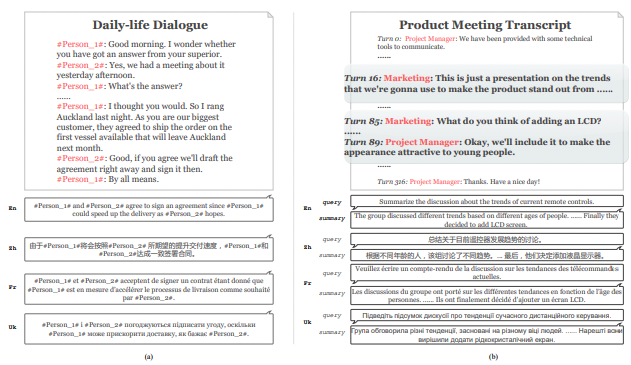 Daily-life Dialogue
#Person_1#: Good morning. I wonder whether
you have got an answer from your superior.
#Person_2#: Yes, we had a meeting about it
yesterday afternoon.
#Person_1#: What's the answer?
......
#Person_1#: I thought you would. So I rang
Auckland last night. As you are our biggest
customer, they agreed to ship the order on the
first vessel available that will leave Auckland
next month.
#Person_2#: Good, if you agree we'll draft the
agreement right away and sign it then.
#Person_1#: By all means.
En
#Person_1# and #Person_2# agree to sign an agreement since #Person_1#
could speed up the delivery as #Person_2# hopes.
Zh
由于#Person_1#将会按照#Person_2# 所期望的提升交付速度，#Person_1#和
#Person_2#达成一致签署合同。
Fr
#Person_1# et #Person_2# acceptent de signer un contrat étant donné que
#Person_1# est en mesure d'accélérer le processus de livraison comme souhaité
par #Person_2#.
Uk
#Person_1# і #Person_2# погоджуються підписати угоду, оскільки
#Person_1# може прискорити доставку, як бажає #Person_2#.
(a)
Product Meeting Transcript
Turn 0: Project Manager: We have been provided with some technical
tools to communicate.
......
Turn 16: Marketing: This is just a presentation on the trends
that we're gonna use to make the product stand out from ......
Turn 85: Marketing: What do you think of adding an LCD?
......
Turn 89: Project Manager: Okay, we'll include it to make the
appearance attractive to young people.
......
Turn 316: Project Manager: Thanks. Have a nice day!
En
query
Summarize the discussion about the trends of current remote controls.
summary
The group discussed different trends based on different ages of people. ...... Finally they
decided to add LCD screen.
Zh
query
总结关于目前遥控器发展趋势的讨论。
summary
根据不同年龄的人，该组讨论了不同趋势。... 最后，他们决定添加液晶显示器。
Fr
query
Veuillez écrire un compte-rendu de la discussion sur les tendances des télécommandes
actuelles.
summary
Les discussions du groupe ont porté sur les différentes tendances en fonction de l'âge des
personnes. ...... Ils ont finalement décidé d'ajouter un écran LCD.
Uk
query
Підведіть підсумок дискусії про тенденції сучасного дистанційного керування.
summary
Група обговорила різні тенденції, засновані на різному віці людей. ...... Нарешті вони
вирішили додати рідкокристалічний екран.
(b)